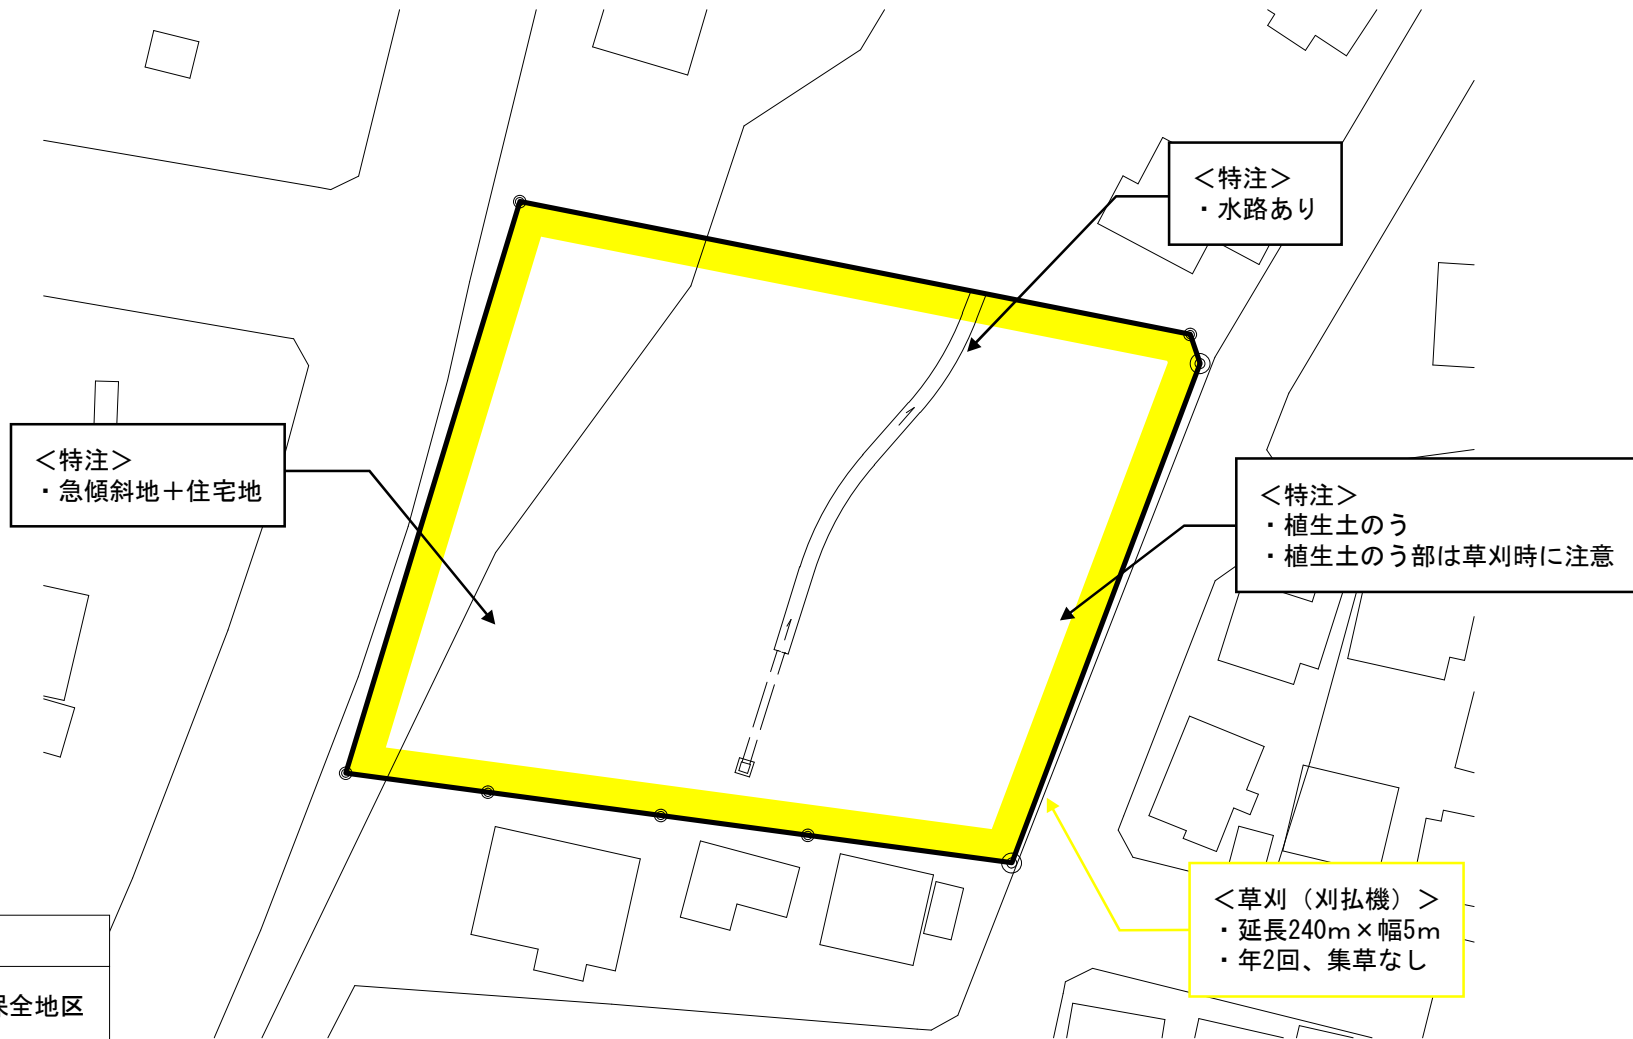 ＜特注＞
・水路あり
＜特注＞
・急傾斜地＋住宅地
＜特注＞
・植生土のう
・植生土のう部は草刈時に注意
＜草刈（刈払機）＞
・延長240ｍ×幅5ｍ
・年2回、集草なし
保全地区